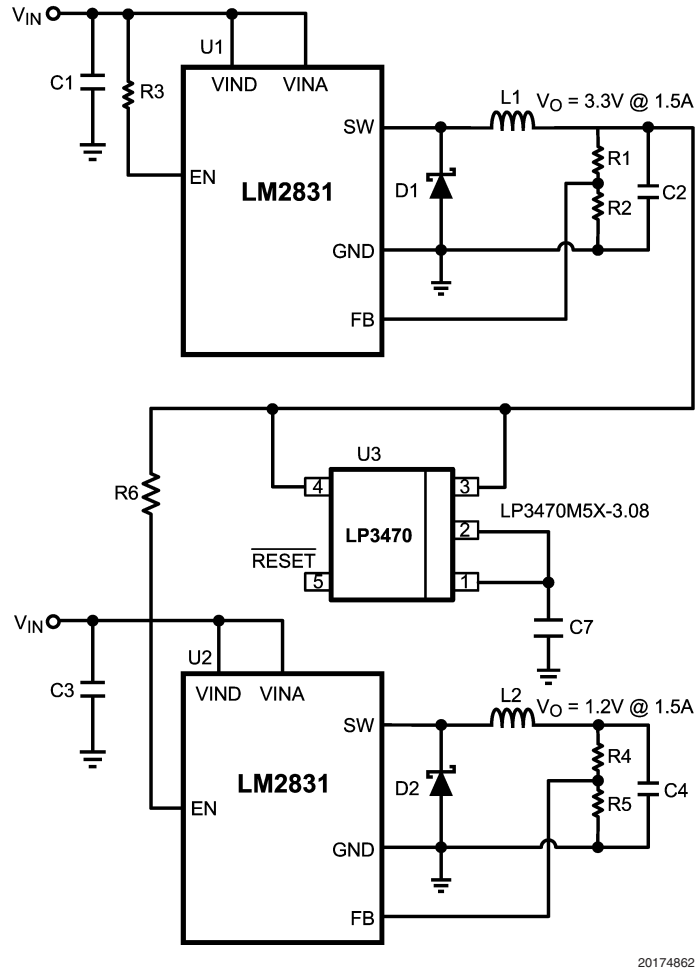 VIN
U1
C1
R3
VIND VINA
L1
VO = 3.3V @ 1.5A
SW
EN
LM2831
D1
R1
R2
C2
GND
FB
U3
R6
4
3
LP3470M5X-3.08
LP3470
2
RESET
5
1
C7
VIN
U2
C3
VIND VINA
L2
VO = 1.2V @ 1.5A
SW
R4
LM2831
D2
EN
R5
C4
GND
FB
20174862